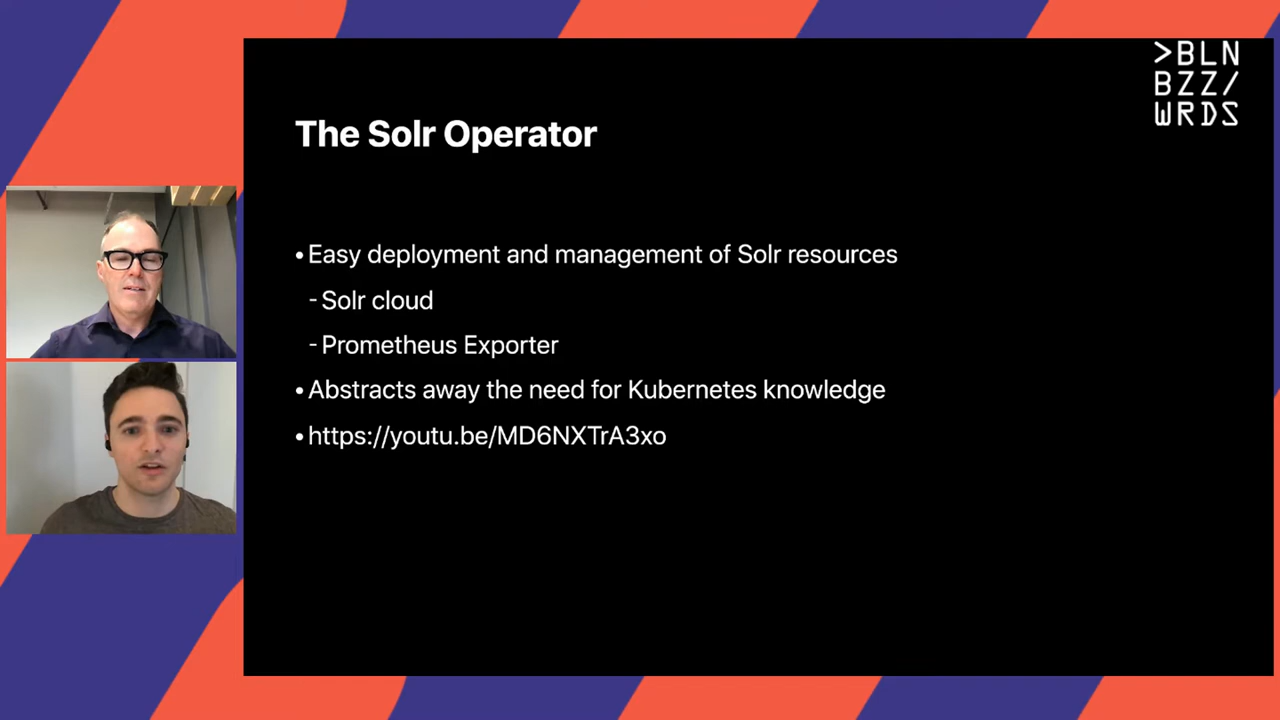 >BLN
BZZ/
WRDS
The Solr Operator
• Easy deployment and management of Solr resources
- Solr cloud
- Prometheus Exporter
• Abstracts away the need for Kubernetes knowledge
• https://youtu.be/MD6NXTrA3xo